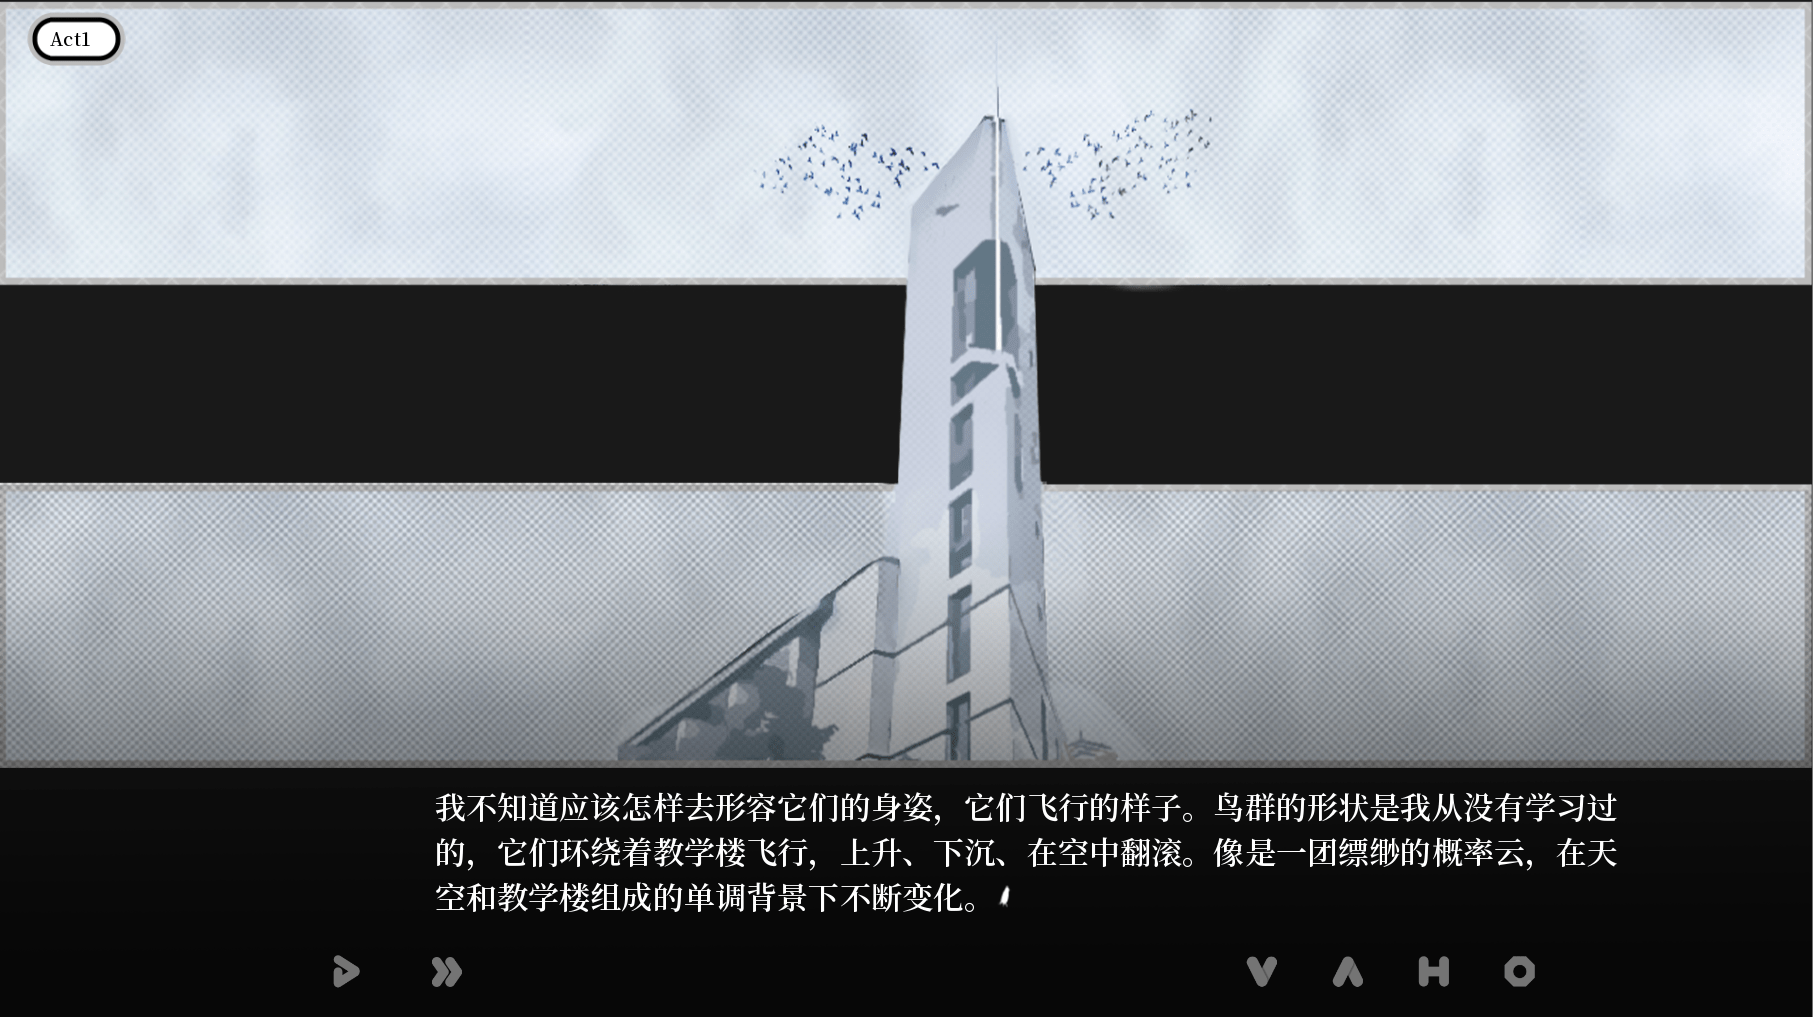 Act1
我不知道应该怎样去形容它们的身姿，它们飞行的样子。鸟群的形状是我从没有学习过
的，它们环绕着教学楼飞行，上升、下沉、在空中翻滚。像是一团缥缈的概率云，在天
空和教学楼组成的单调背景下不断变化。
V A H O